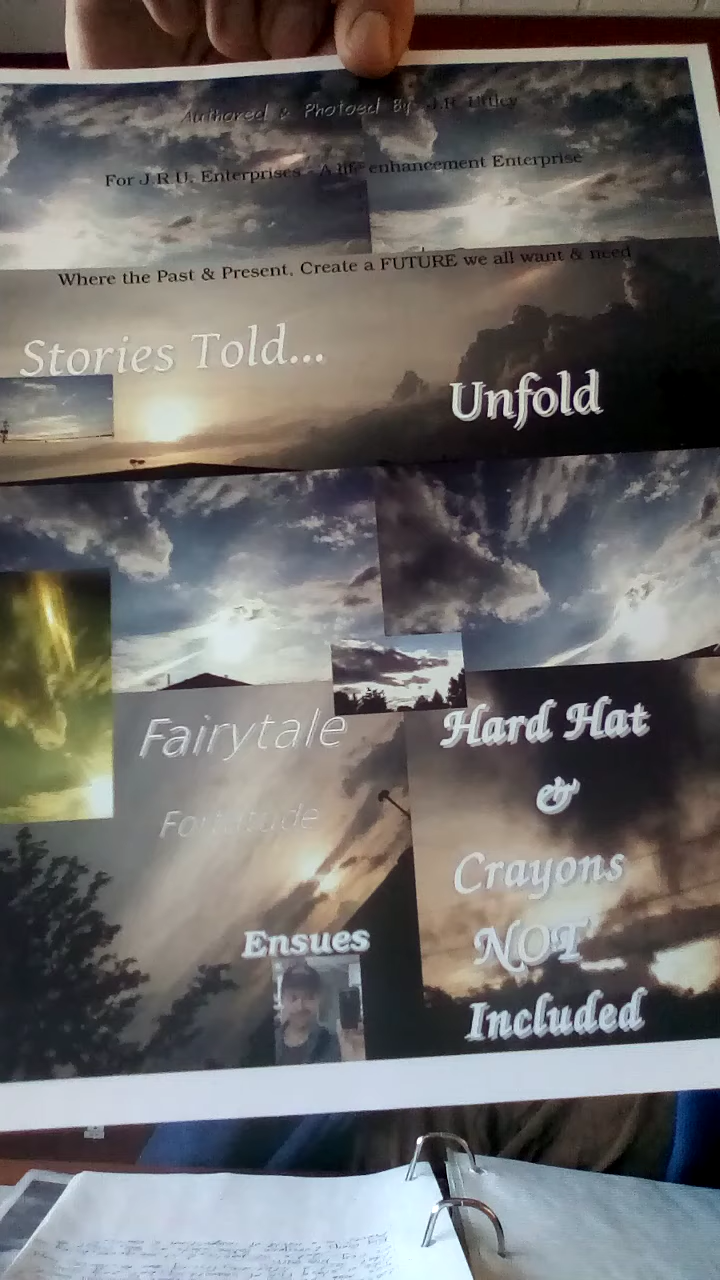 Authored & Photoed By J.R. Uttley
For J.R.U. Enterprises - A life enhancement Enterprise
Where the Past & Present, Create a FUTURE we all want & need
Stories Told...
Unfold
Fairytale
Fortitude
Ensues
Hard Hat
&
Crayons
NOT
Included